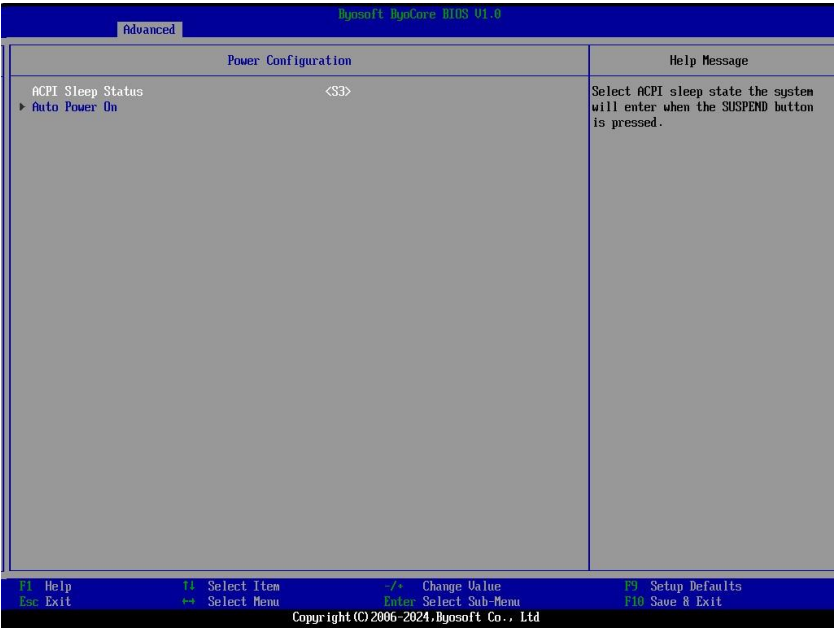 Byosoft ByoCore BIOS V1.0
Advanced
Power Configuration
Help Message
ACPI Sleep Status <S3>
Auto Power On
Select ACPI sleep state the system
will enter when the SUSPEND button
is pressed.
F1 Help ↑↓ Select Item -/+ Change Value F9 Setup Defaults
Esc Exit ↔ Select Menu Enter Select Sub-Menu F10 Save & Exit
Copyright(C)2006-2024,Byosoft Co., Ltd